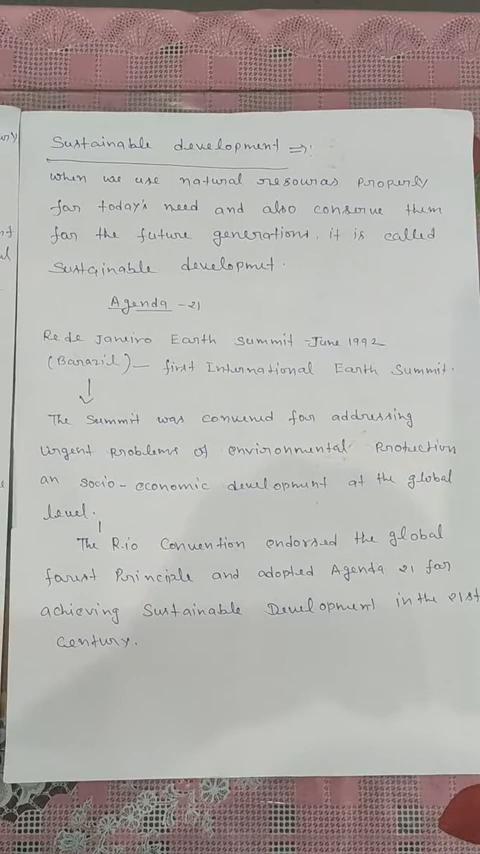 Sustainable development ⇒:
when we use natural resouras properly
for today's need and also conserve them
for the future generations. it is called
Sustainable developmet.
Agenda - 21
Re de Janeiro Earth Summit - June 1992
(Barazil) — first International Earth Summit.
↓
The Summit was convened for addressing
urgent problems of environmental Protection
an socio - economic development at the global
level.
The Rio Convention endorsed the global
forest Principle and adopted Agenda 21 for
achieving Sustainable Development in the 21st
Century.